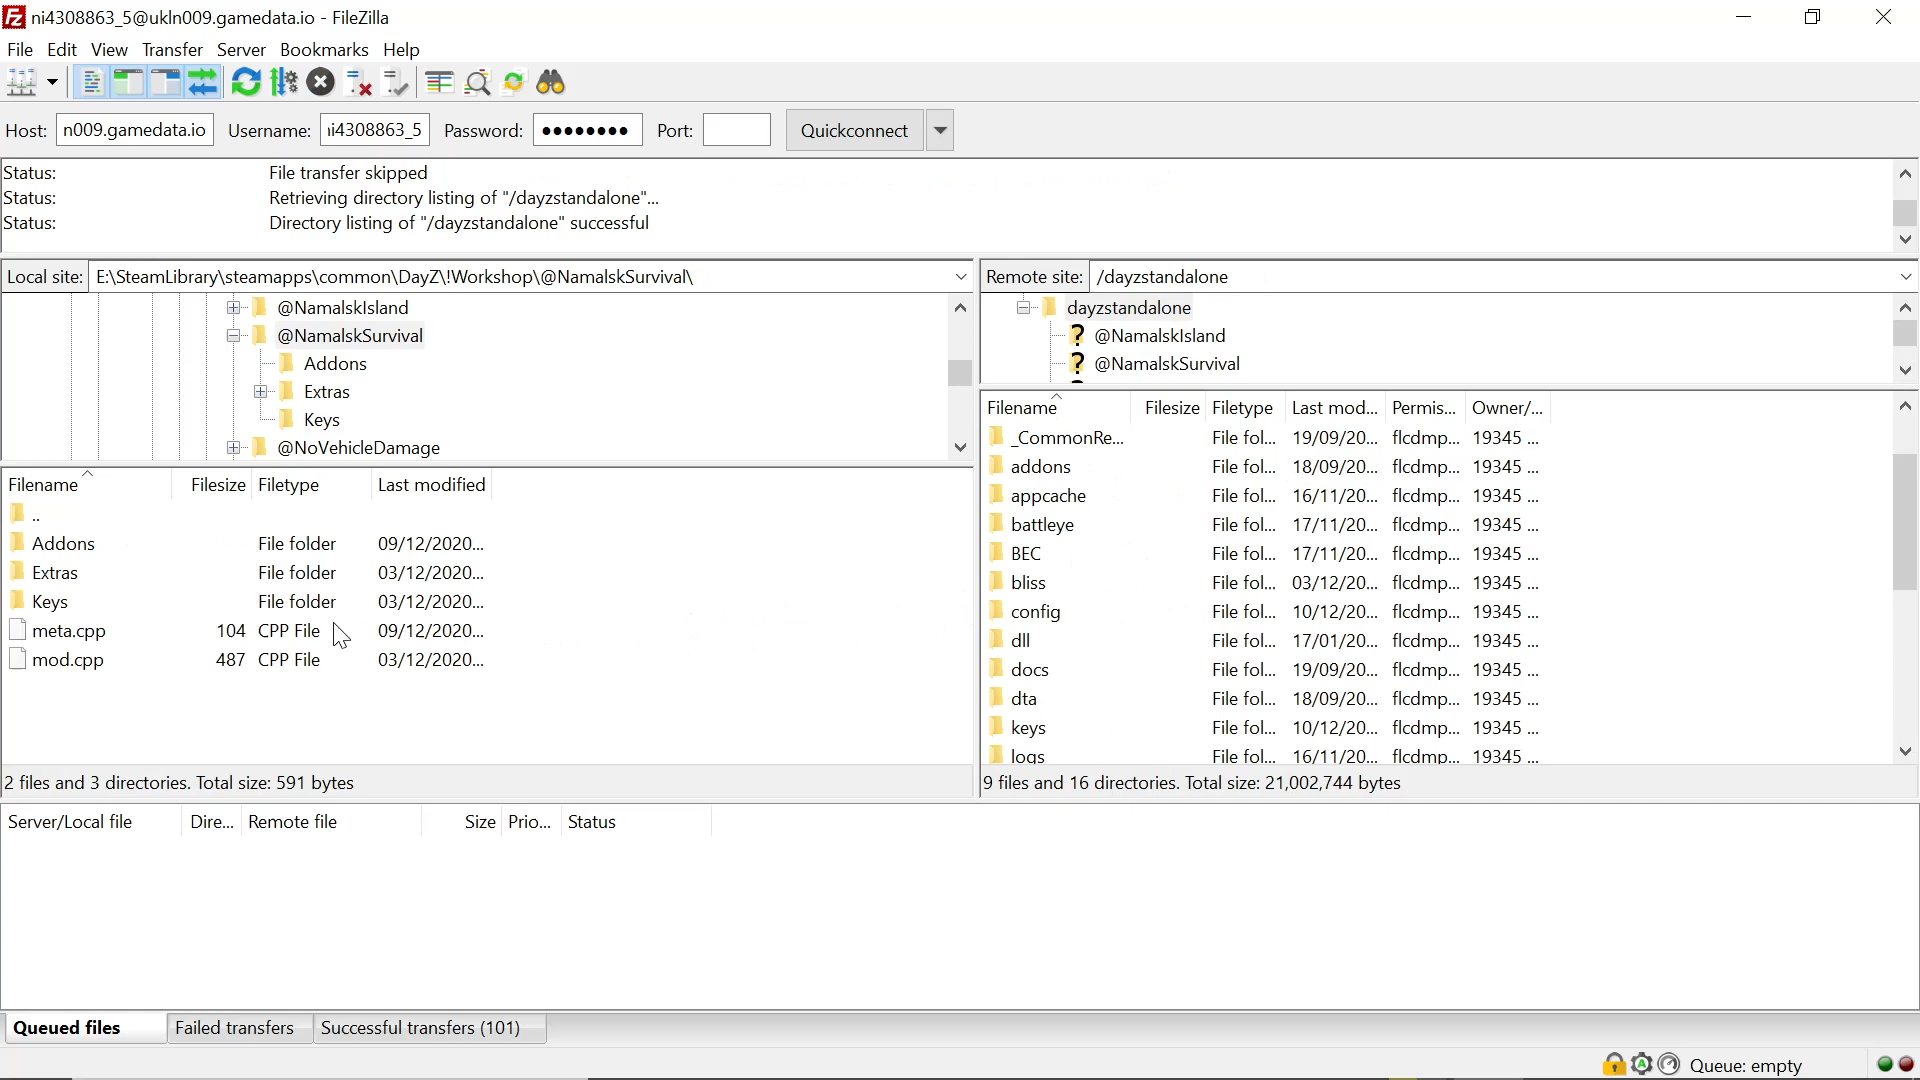 ni4308863_5@ukln009.gamedata.io - FileZilla
File Edit View Transfer Server Bookmarks Help
Host: n009.gamedata.io Username: ni4308863_5 Password: ●●●●●●●● Port: Quickconnect
Status: File transfer skipped
Status: Retrieving directory listing of "/dayzstandalone"...
Status: Directory listing of "/dayzstandalone" successful
Local site: E:\SteamLibrary\steamapps\common\DayZ\!Workshop\@NamalskSurvival\
@NamalskIsland
@NamalskSurvival
Addons
Extras
Keys
@NoVehicleDamage
Filename Filesize Filetype Last modified
..
Addons File folder 09/12/2020...
Extras File folder 03/12/2020...
Keys File folder 03/12/2020...
meta.cpp 104 CPP File 09/12/2020...
mod.cpp 487 CPP File 03/12/2020...
2 files and 3 directories. Total size: 591 bytes
Remote site: /dayzstandalone
dayzstandalone
@NamalskIsland
@NamalskSurvival
Filename Filesize Filetype Last mod... Permis... Owner/...
_CommonRe... File fol... 19/09/20... flcdmp... 19345 ...
addons File fol... 18/09/20... flcdmp... 19345 ...
appcache File fol... 16/11/20... flcdmp... 19345 ...
battleye File fol... 17/11/20... flcdmp... 19345 ...
BEC File fol... 17/11/20... flcdmp... 19345 ...
bliss File fol... 03/12/20... flcdmp... 19345 ...
config File fol... 10/12/20... flcdmp... 19345 ...
dll File fol... 17/01/20... flcdmp... 19345 ...
docs File fol... 19/09/20... flcdmp... 19345 ...
dta File fol... 18/09/20... flcdmp... 19345 ...
keys File fol... 10/12/20... flcdmp... 19345 ...
logs File fol... 16/11/20... flcdmp... 19345 ...
9 files and 16 directories. Total size: 21,002,744 bytes
Server/Local file Dire... Remote file Size Prio... Status
Queued files Failed transfers Successful transfers (101)
Queue: empty